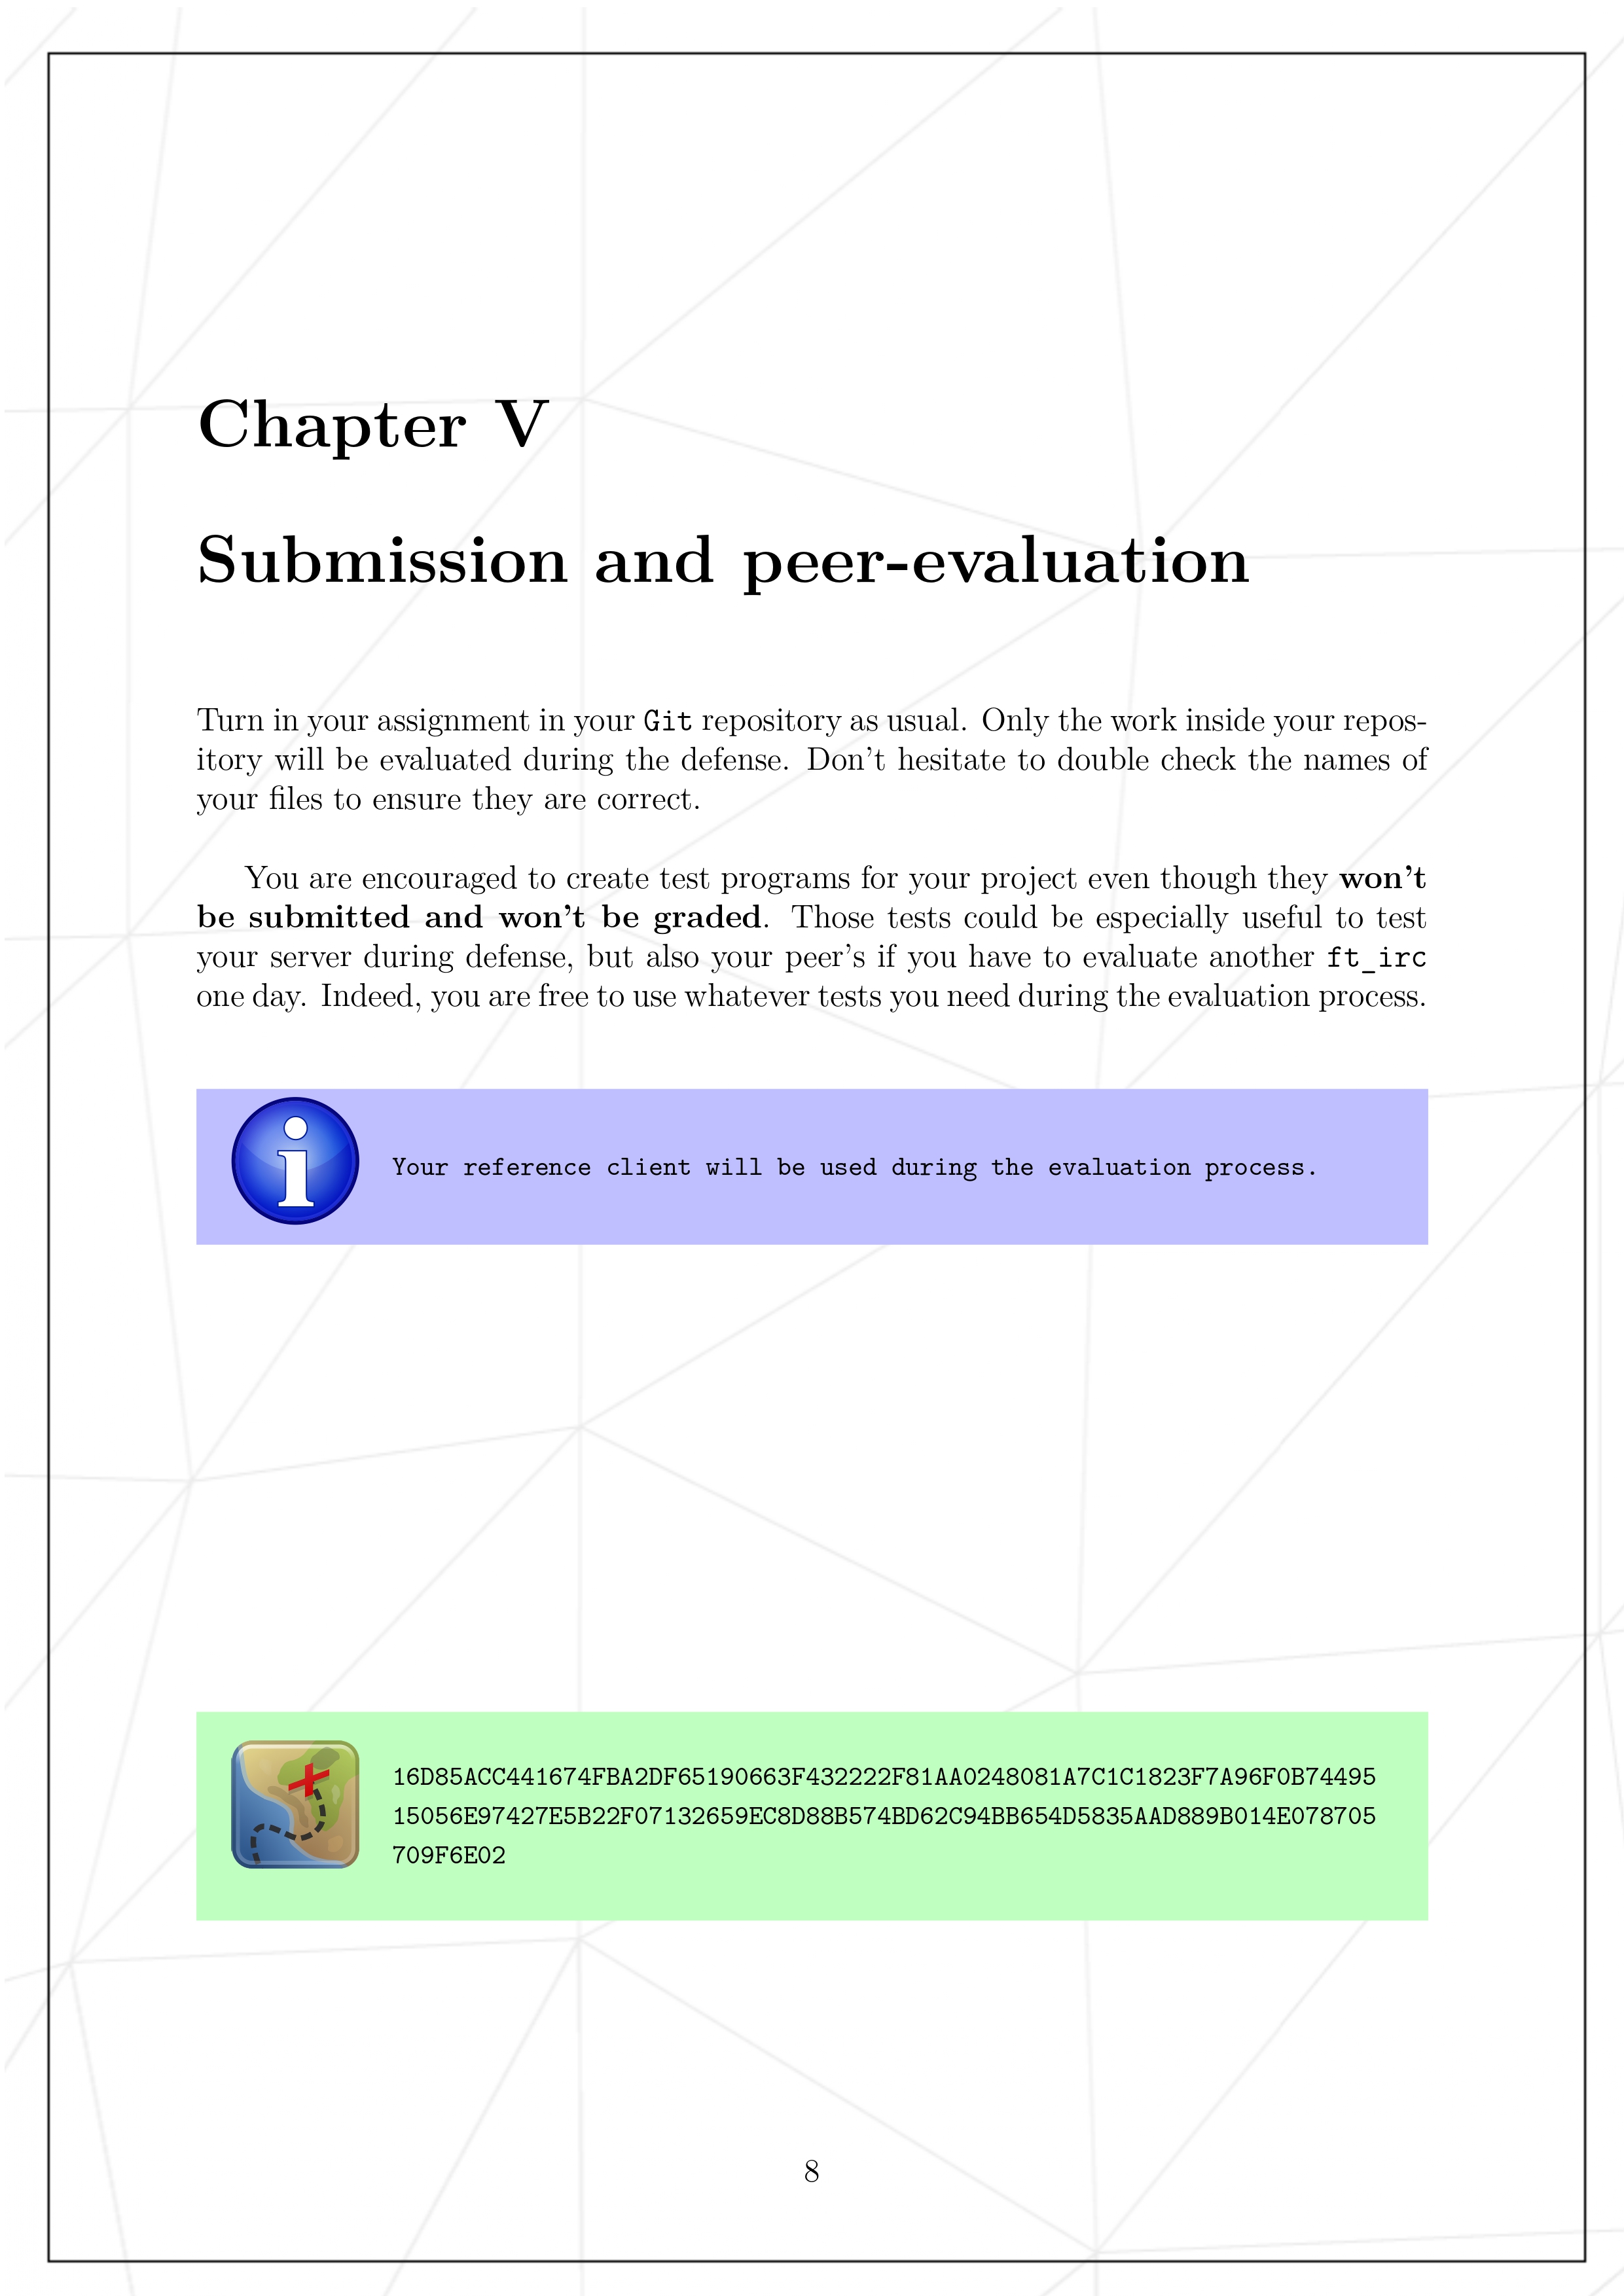 Chapter V
Submission and peer-evaluation
Turn in your assignment in your Git repository as usual. Only the work inside your repos-
itory will be evaluated during the defense. Don't hesitate to double check the names of
your files to ensure they are correct.
You are encouraged to create test programs for your project even though they won't
be submitted and won't be graded. Those tests could be especially useful to test
your server during defense, but also your peer's if you have to evaluate another ft_irc
one day. Indeed, you are free to use whatever tests you need during the evaluation process.
Your reference client will be used during the evaluation process.
16D85ACC441674FBA2DF65190663F432222F81AA0248081A7C1C1823F7A96F0B74495
15056E97427E5B22F07132659EC8D88B574BD62C94BB654D5835AAD889B014E078705
709F6E02
8